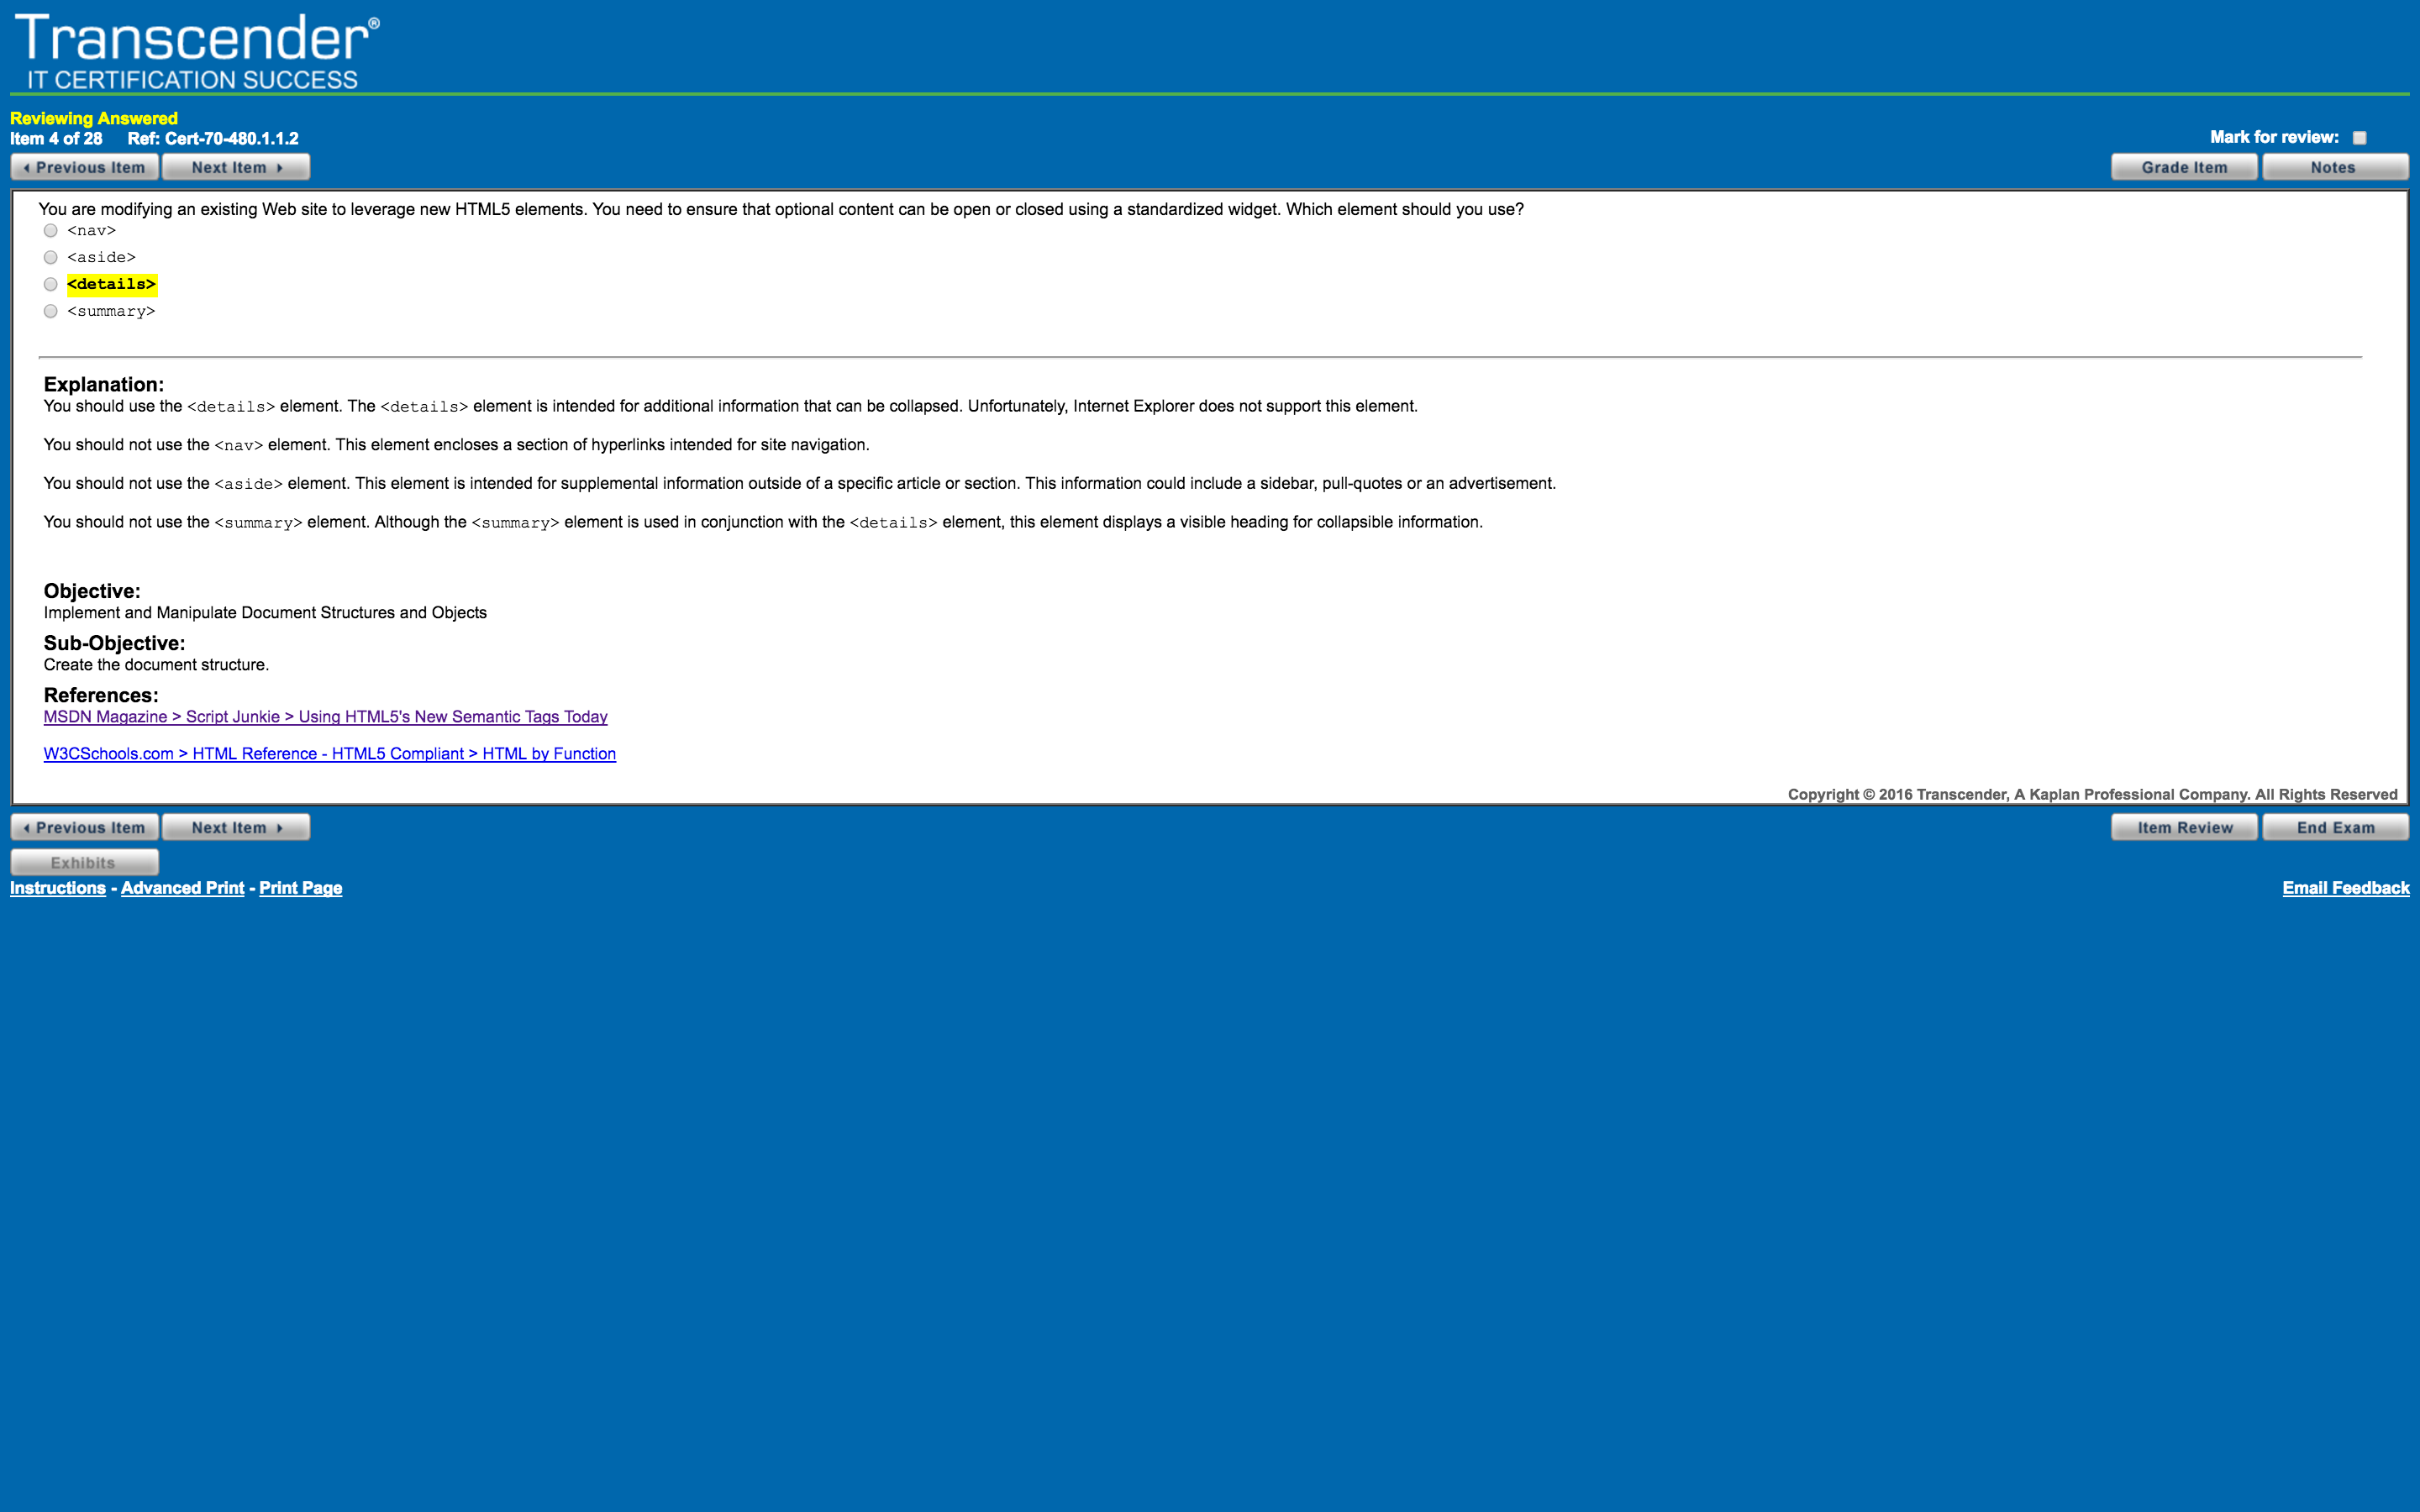 Transcender®
IT CERTIFICATION SUCCESS
Reviewing Answered
Item 4 of 28 Ref: Cert-70-480.1.1.2
Mark for review:
Previous Item Next Item Grade Item Notes
You are modifying an existing Web site to leverage new HTML5 elements. You need to ensure that optional content can be open or closed using a standardized widget. Which element should you use?
<nav>
<aside>
<details>
<summary>
Explanation:
You should use the <details> element. The <details> element is intended for additional information that can be collapsed. Unfortunately, Internet Explorer does not support this element.
You should not use the <nav> element. This element encloses a section of hyperlinks intended for site navigation.
You should not use the <aside> element. This element is intended for supplemental information outside of a specific article or section. This information could include a sidebar, pull-quotes or an advertisement.
You should not use the <summary> element. Although the <summary> element is used in conjunction with the <details> element, this element displays a visible heading for collapsible information.
Objective:
Implement and Manipulate Document Structures and Objects
Sub-Objective:
Create the document structure.
References:
MSDN Magazine > Script Junkie > Using HTML5's New Semantic Tags Today
W3CSchools.com > HTML Reference - HTML5 Compliant > HTML by Function
Copyright © 2016 Transcender, A Kaplan Professional Company. All Rights Reserved
Previous Item Next Item Item Review End Exam
Exhibits
Instructions - Advanced Print - Print Page Email Feedback